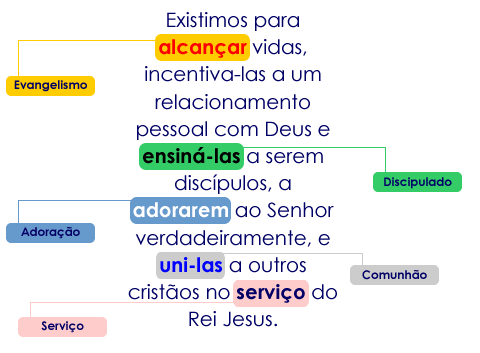 Existimos para
alcançar vidas,
Evangelismo
incentiva-las a um
relacionamento
pessoal com Deus e
ensiná-las a serem
discípulos, a
Discipulado
adorarem ao Senhor
Adoração
verdadeiramente, e
uni-las a outros
Comunhão
cristãos no serviço do
Rei Jesus.
Serviço